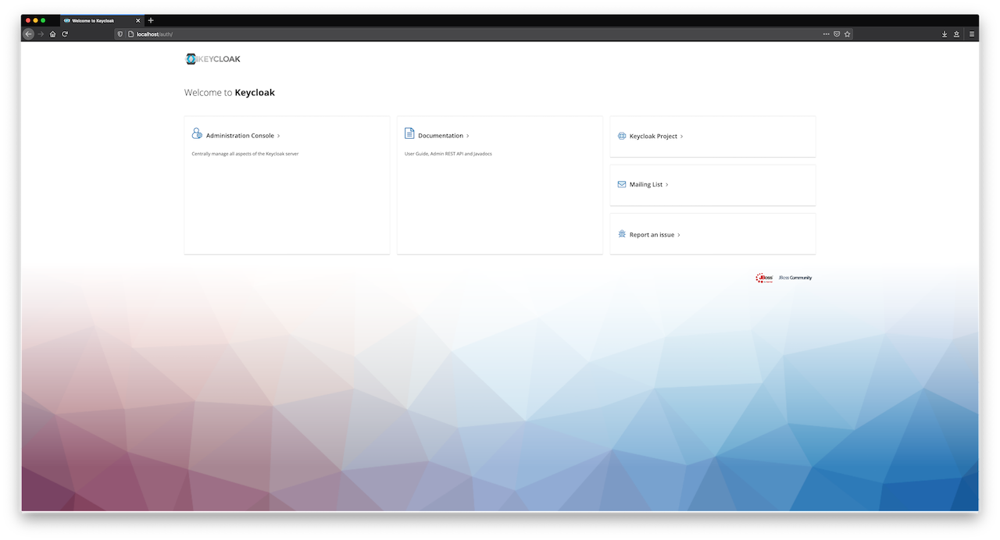 Welcome to Keycloak
localhost/auth/
KEYCLOAK
Welcome to Keycloak
Administration Console
Centrally manage all aspects of the Keycloak server
Documentation
User Guide, Admin REST API and Javadocs
Keycloak Project
Mailing List
Report an issue
JBoss JBoss Community